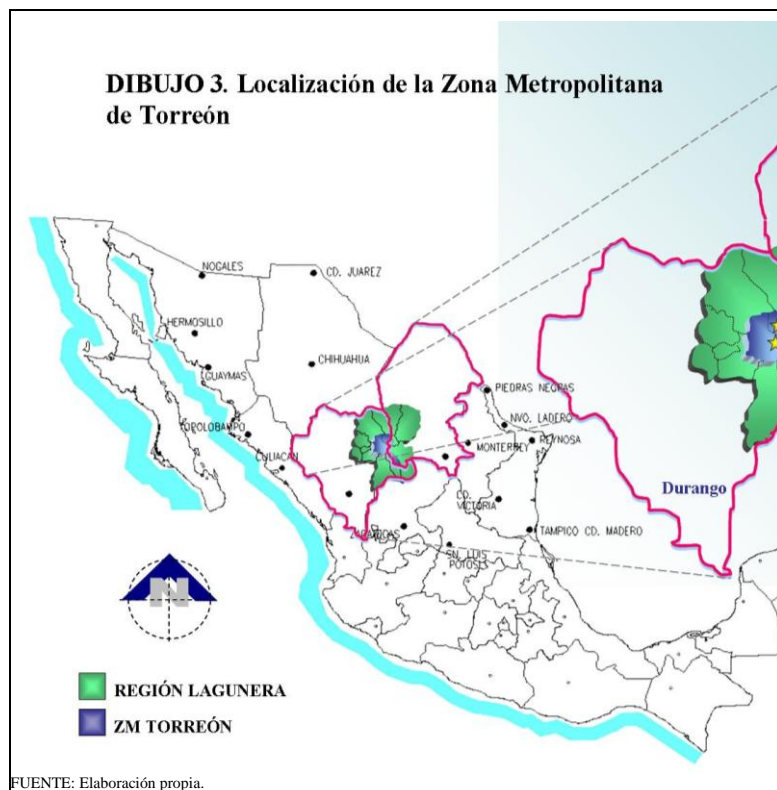 DIBUJO 3. Localización de la Zona Metropolitana
de Torreón
NOGALES
CD. JUAREZ
HERMOSILLO
CHIHUAHUA
GUAYMAS
PIEDRAS NEGRAS
TOPOLOBAMPO
NVO. LADERO
REYNOSA
MONTERREY
CULIACAN
Durango
CD.
VICTORIA
ZACATECAS
TAMPICO CD. MADERO
SN. LUIS
POTOSIS
N
REGIÓN LAGUNERA
ZM TORREÓN
FUENTE: Elaboración propia.